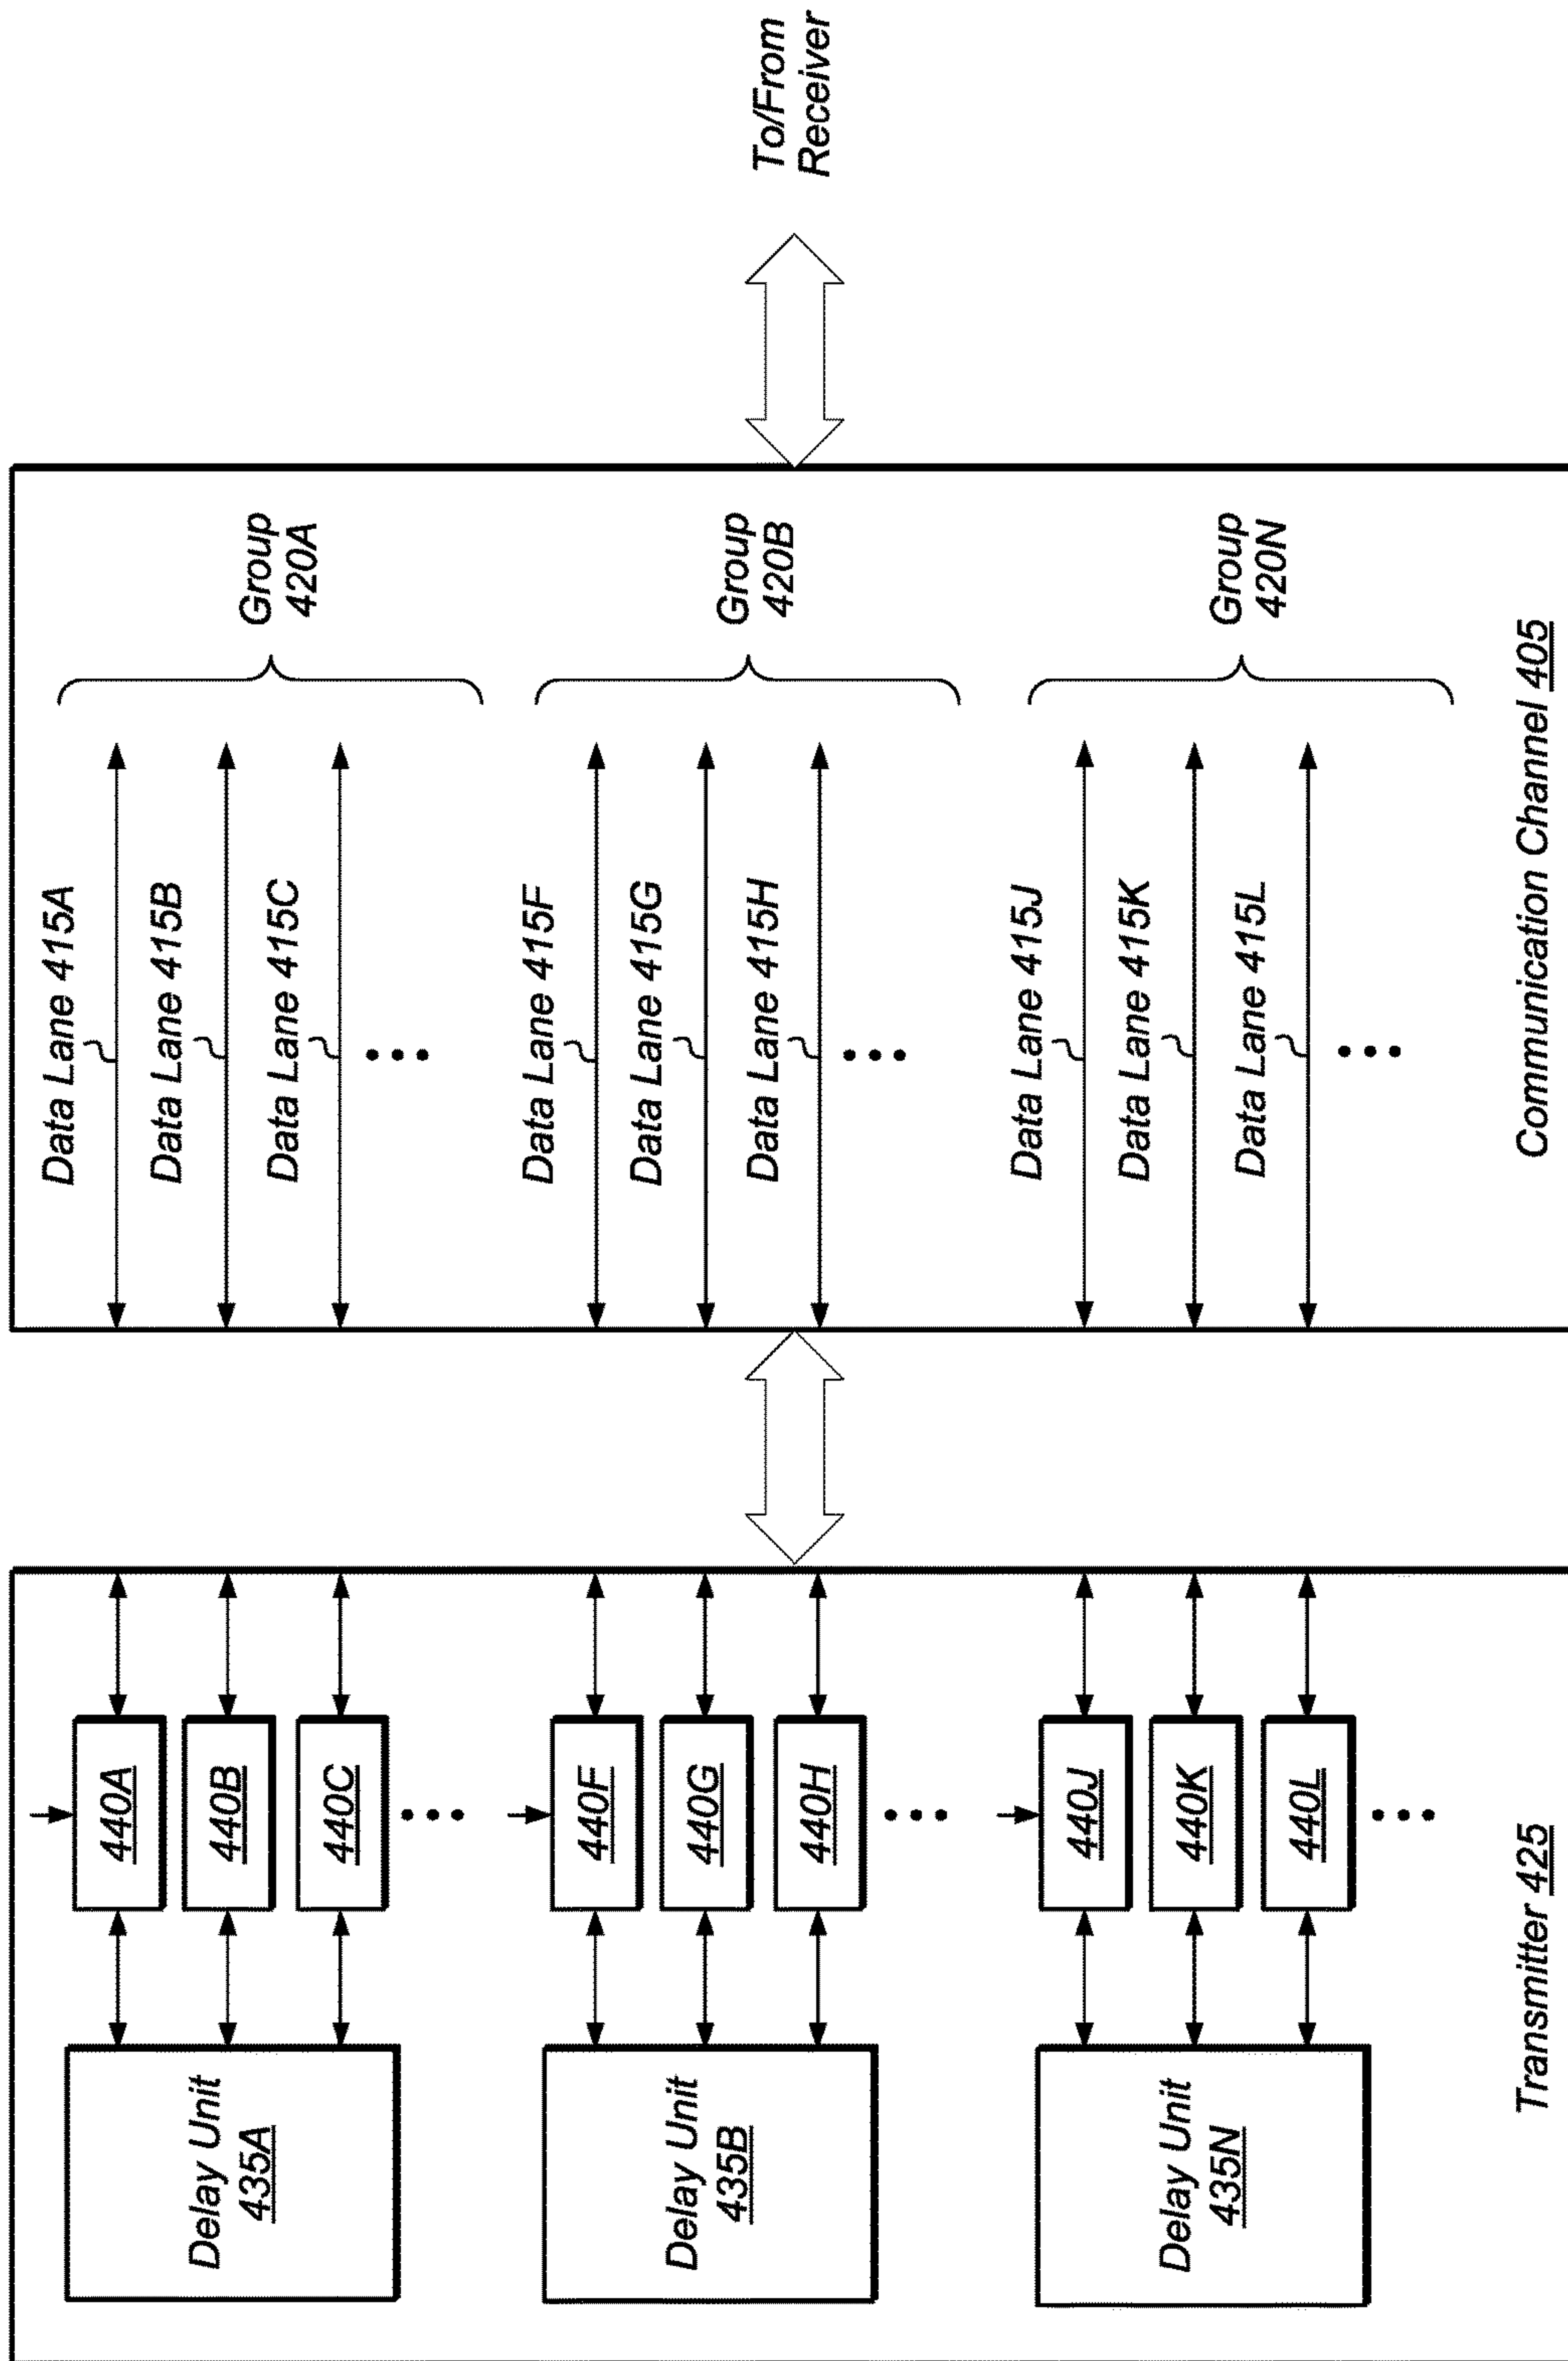 Delay Unit
435A
440A
440B
440C
Delay Unit
435B
440F
440G
440H
Delay Unit
435N
440J
440K
440L
Transmitter 425
Data Lane 415A
Data Lane 415B
Data Lane 415C
Group
420A
Data Lane 415F
Data Lane 415G
Data Lane 415H
Group
420B
Data Lane 415J
Data Lane 415K
Data Lane 415L
Group
420N
Communication Channel 405
To/From
Receiver